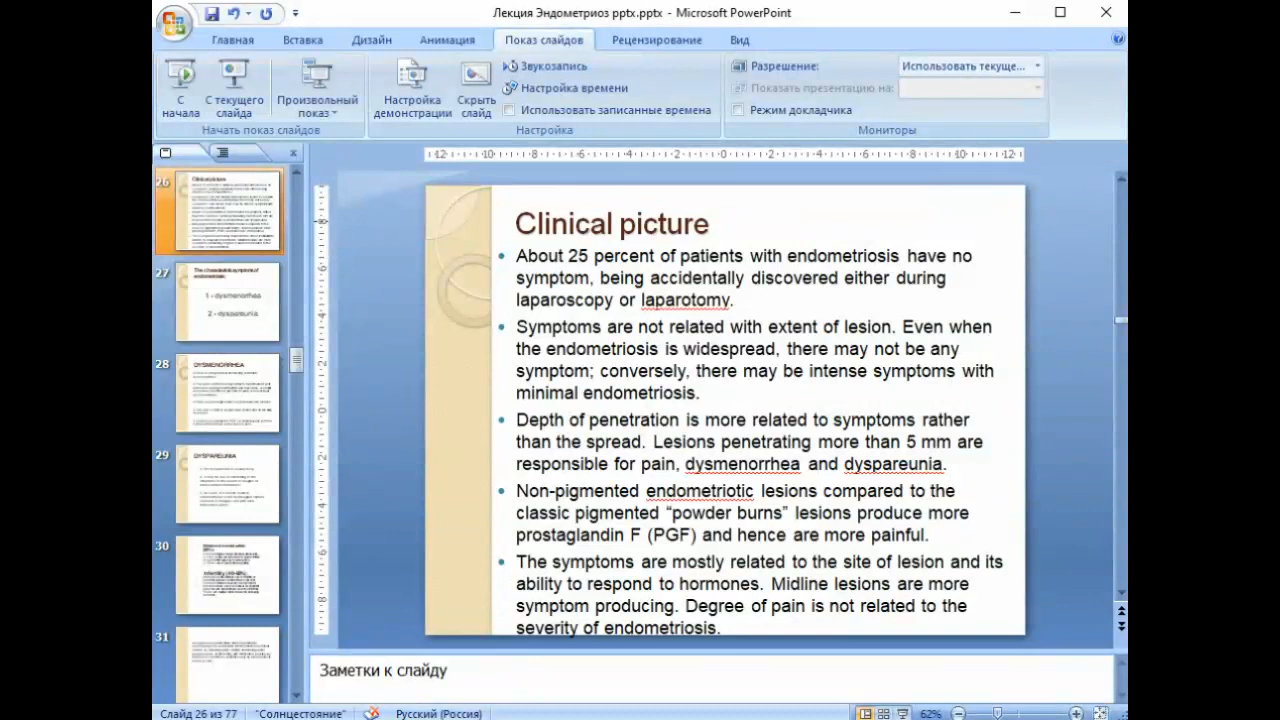 Лекция Эндометриоз pptx.pptx - Microsoft PowerPoint
Главная Вставка Дизайн Анимация Показ слайдов Рецензирование Вид
С начала
С текущего слайда
Произвольный показ
Начать показ слайдов
Настройка демонстрации
Скрыть слайд
Звукозапись
Настройка времени
Использовать записанные времена
Настройка
Разрешение: Использовать текуще...
Показать презентацию на:
Режим докладчика
Мониторы
26
Clinical picture
27
The characteristic symptoms of endometriosis:
1 - dysmenorrhea
2 - dyspareunia
28
DYSMENORRHEA
29
DYSPAREUNIA
30
31
Clinical picture
• About 25 percent of patients with endometriosis have no
symptom, being accidentally discovered either during
laparoscopy or laparotomy.
• Symptoms are not related with extent of lesion. Even when
the endometriosis is widespread, there may not be any
symptom; conversely, there may be intense symptoms with
minimal endometriosis.
• Depth of penetration is more related to symptoms rather
than the spread. Lesions penetrating more than 5 mm are
responsible for pain, dysmenorrhea and dyspareunia.
• Non-pigmented endometriotic lesions compared to the
classic pigmented “powder burns” lesions produce more
prostaglandin F (PGF) and hence are more painful.
• The symptoms are mostly related to the site of lesion and its
ability to respond to hormones. Midline lesions are more
symptom producing. Degree of pain is not related to the
severity of endometriosis.
Заметки к слайду
Слайд 26 из 77 "Солнцестояние" Русский (Россия) 62%